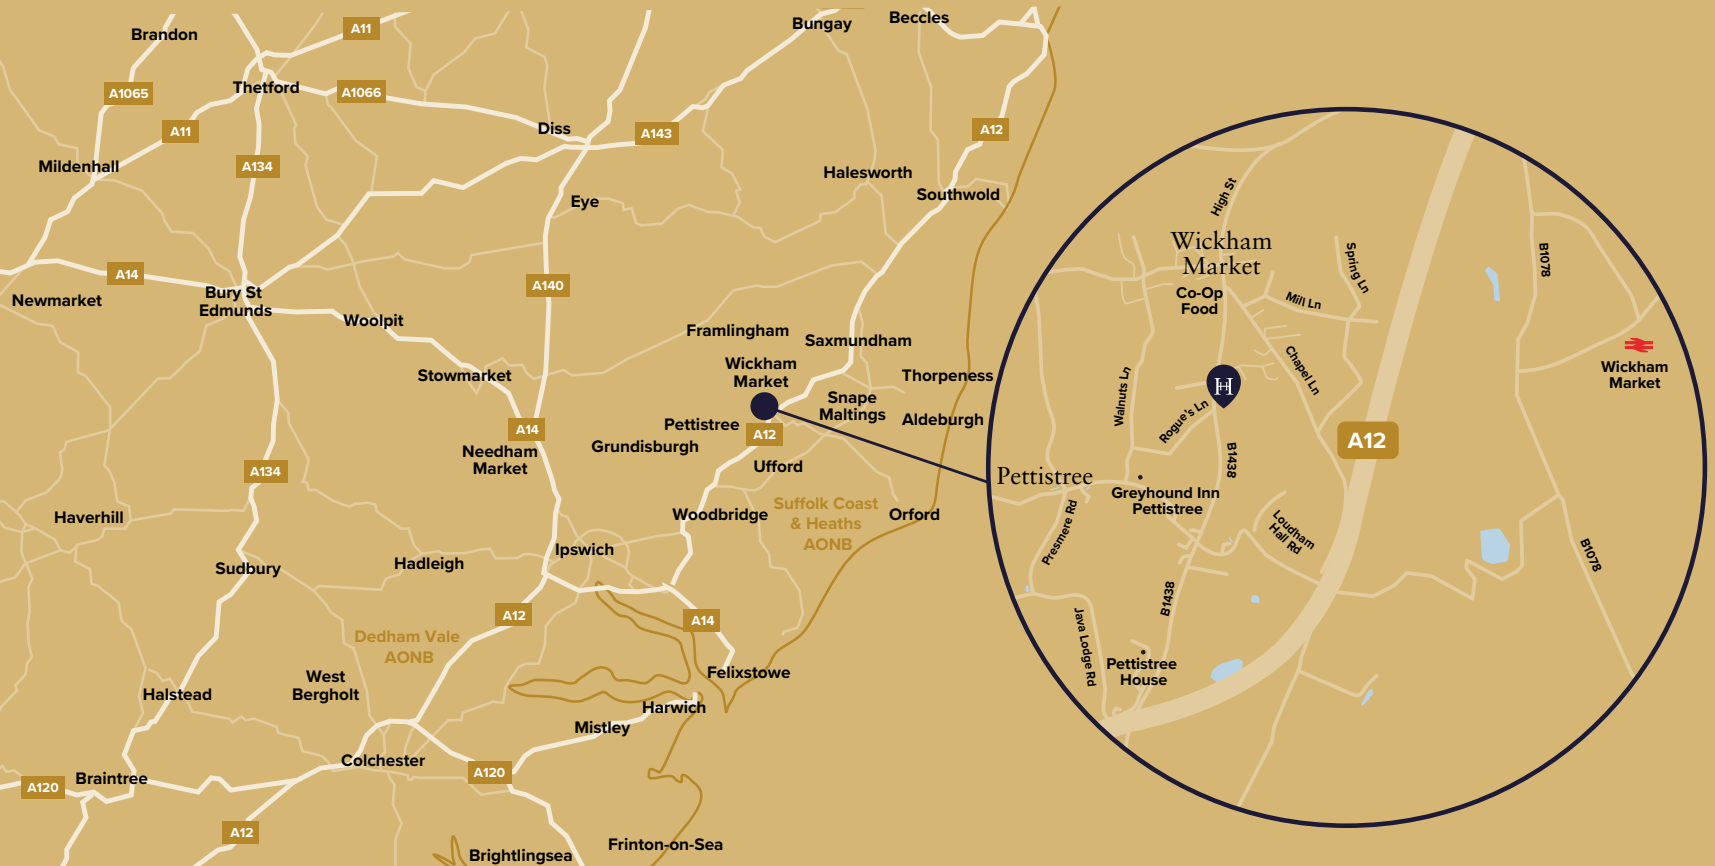 Brandon
A11
Bungay
Beccles
A1065
Thetford
A1066
A11
Diss
A143
A12
Mildenhall
A134
Halesworth
Southwold
Eye
A14
A140
Newmarket
Bury St
Edmunds
Woolpit
Framlingham
Saxmundham
Wickham
Market
Stowmarket
Thorpeness
Snape
Maltings
Aldeburgh
Pettistree
A12
A14
Grundisburgh
Needham
Market
Ufford
A134
Suffolk Coast
& Heaths
AONB
Woodbridge
Orford
Haverhill
Ipswich
Hadleigh
Sudbury
A12
A14
Dedham Vale
AONB
Felixstowe
West
Bergholt
Halstead
Harwich
Mistley
Colchester
A120
Braintree
A120
A12
Frinton-on-Sea
Brightlingsea
High St
Wickham
Market
Co-Op
Food
Spring Ln
Mill Ln
B1078
Wickham
Market
Chapel Ln
Walnuts Ln
H
Rogue's Ln
A12
B1438
Pettistree
Greyhound Inn
Pettistree
Presmere Rd
Loudham
Hall Rd
B1078
B1438
Java Lodge Rd
Pettistree
House